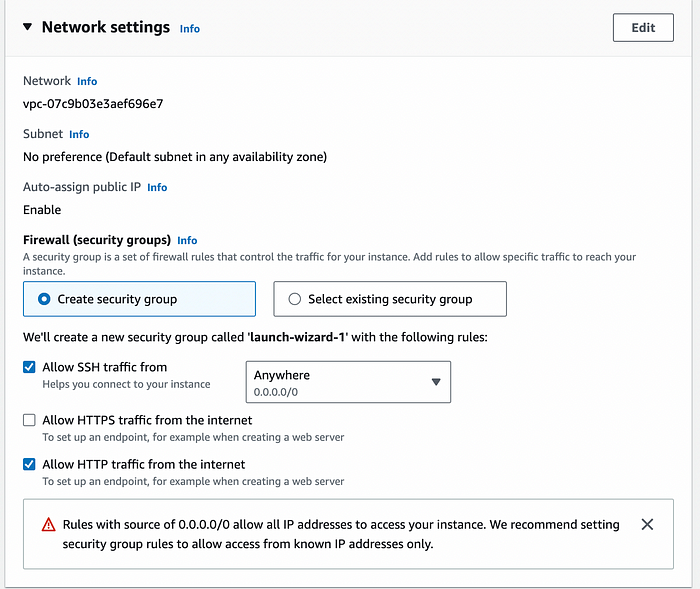 Network settings Info
Edit
Network Info
vpc-07c9b03e3aef696e7
Subnet Info
No preference (Default subnet in any availability zone)
Auto-assign public IP Info
Enable
Firewall (security groups) Info
A security group is a set of firewall rules that control the traffic for your instance. Add rules to allow specific traffic to reach your
instance.
Create security group
Select existing security group
We'll create a new security group called 'launch-wizard-1' with the following rules:
Allow SSH traffic from
Helps you connect to your instance
Anywhere
0.0.0.0/0
Allow HTTPS traffic from the internet
To set up an endpoint, for example when creating a web server
Allow HTTP traffic from the internet
To set up an endpoint, for example when creating a web server
Rules with source of 0.0.0.0/0 allow all IP addresses to access your instance. We recommend setting
security group rules to allow access from known IP addresses only.